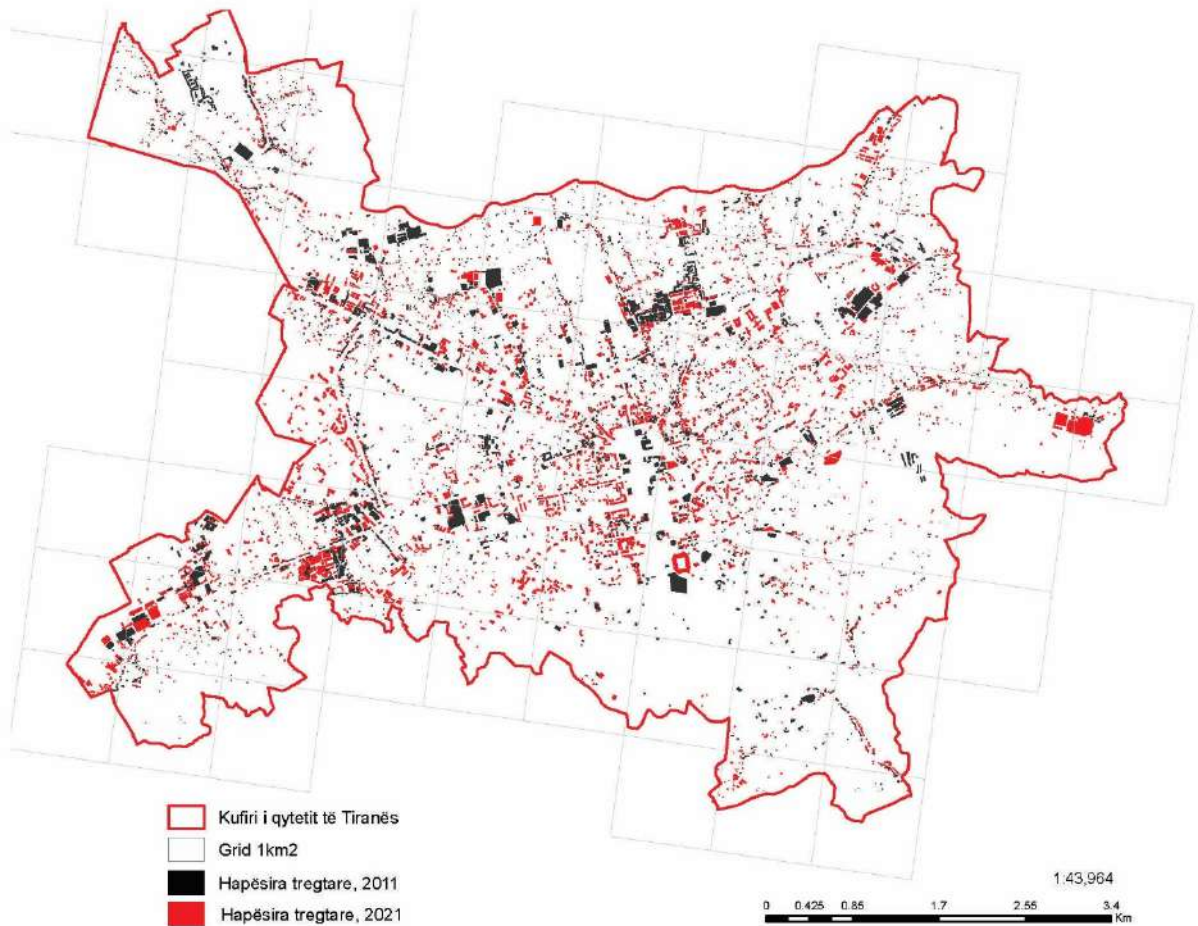 Kufiri i qytetit të Tiranës
Grid 1km2
Hapësira tregtare, 2011
Hapësira tregtare, 2021
1:43,964
0 0.425 0.85 1.7 2.55 3.4
Km